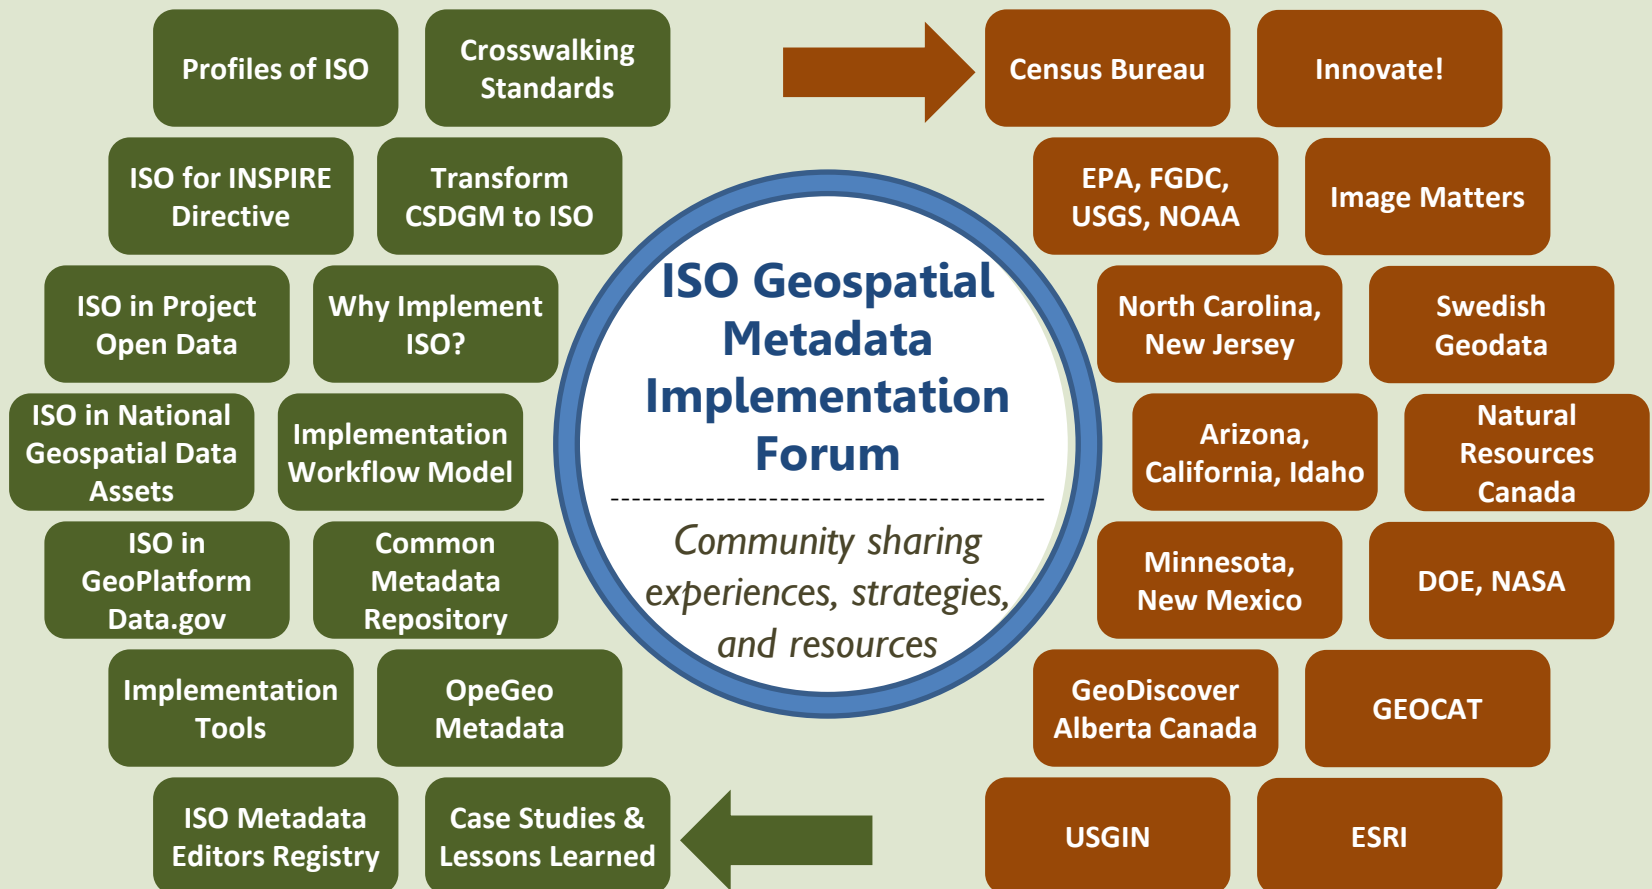 Profiles of ISO
Crosswalking
Standards
Census Bureau
Innovate!
ISO for INSPIRE
Directive
Transform
CSDGM to ISO
EPA, FGDC,
USGS, NOAA
Image Matters
ISO in Project
Open Data
Why Implement
ISO?
ISO Geospatial
Metadata
Implementation
Forum
Community sharing
experiences, strategies,
and resources
North Carolina,
New Jersey
Swedish
Geodata
ISO in National
Geospatial Data
Assets
Implementation
Workflow Model
Arizona,
California, Idaho
Natural
Resources
Canada
ISO in
GeoPlatform
Data.gov
Common
Metadata
Repository
Minnesota,
New Mexico
DOE, NASA
Implementation
Tools
OpeGeo
Metadata
GeoDiscover
Alberta Canada
GEOCAT
ISO Metadata
Editors Registry
Case Studies &
Lessons Learned
USGIN
ESRI